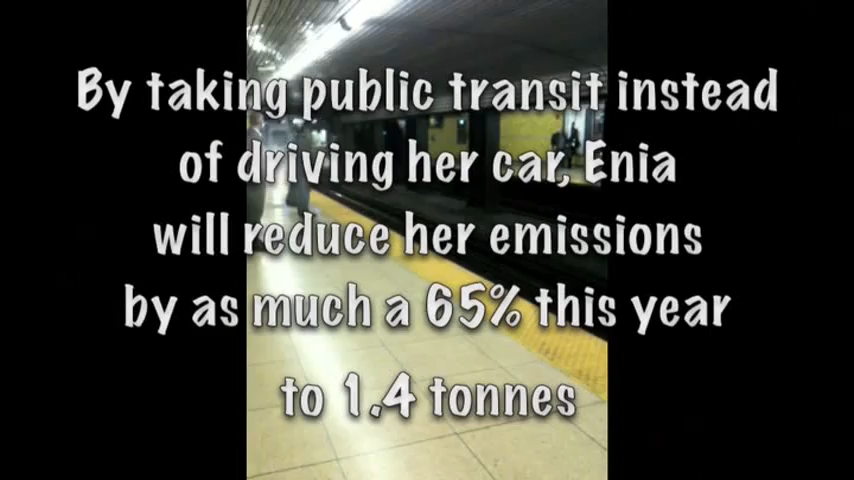 By taking public transit instead
of driving her car, Enia
will reduce her emissions
by as much a 65% this year
to 1.4 tonnes